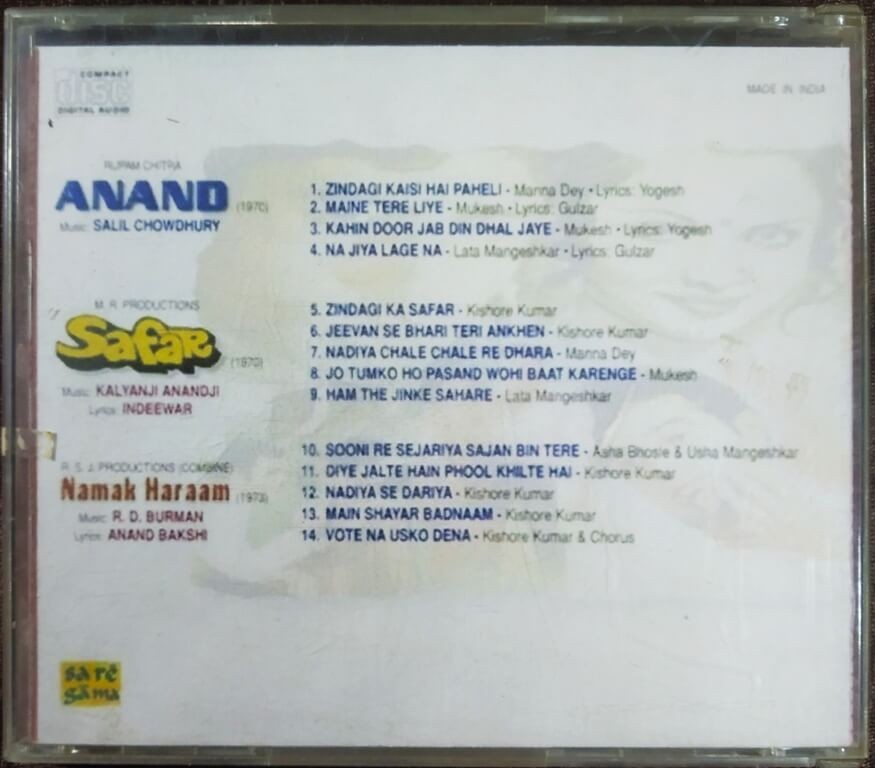 COMPACT
disc
DIGITAL AUDIO
MADE IN INDIA
RUPAM CHITRA
ANAND (1970)
Music: SALIL CHOWDHURY
1. ZINDAGI KAISI HAI PAHELI - Manna Dey • Lyrics: Yogesh
2. MAINE TERE LIYE - Mukesh • Lyrics: Gulzar
3. KAHIN DOOR JAB DIN DHAL JAYE - Mukesh • Lyrics: Yogesh
4. NA JIYA LAGE NA - Lata Mangeshkar • Lyrics: Gulzar
M. R. PRODUCTIONS
Safar (1970)
Music: KALYANJI ANANDJI
Lyrics: INDEEWAR
5. ZINDAGI KA SAFAR - Kishore Kumar
6. JEEVAN SE BHARI TERI ANKHEN - Kishore Kumar
7. NADIYA CHALE CHALE RE DHARA - Manna Dey
8. JO TUMKO HO PASAND WOHI BAAT KARENGE - Mukesh
9. HAM THE JINKE SAHARE - Lata Mangeshkar
R. S. J. PRODUCTIONS (COMBINE)
Namak Haraam (1973)
Music: R. D. BURMAN
Lyrics: ANAND BAKSHI
10. SOONI RE SEJARIYA SAJAN BIN TERE - Asha Bhosle & Usha Mangeshkar
11. DIYE JALTE HAIN PHOOL KHILTE HAI - Kishore Kumar
12. NADIYA SE DARIYA - Kishore Kumar
13. MAIN SHAYAR BADNAAM - Kishore Kumar
14. VOTE NA USKO DENA - Kishore Kumar & Chorus
sa rē
gā ma